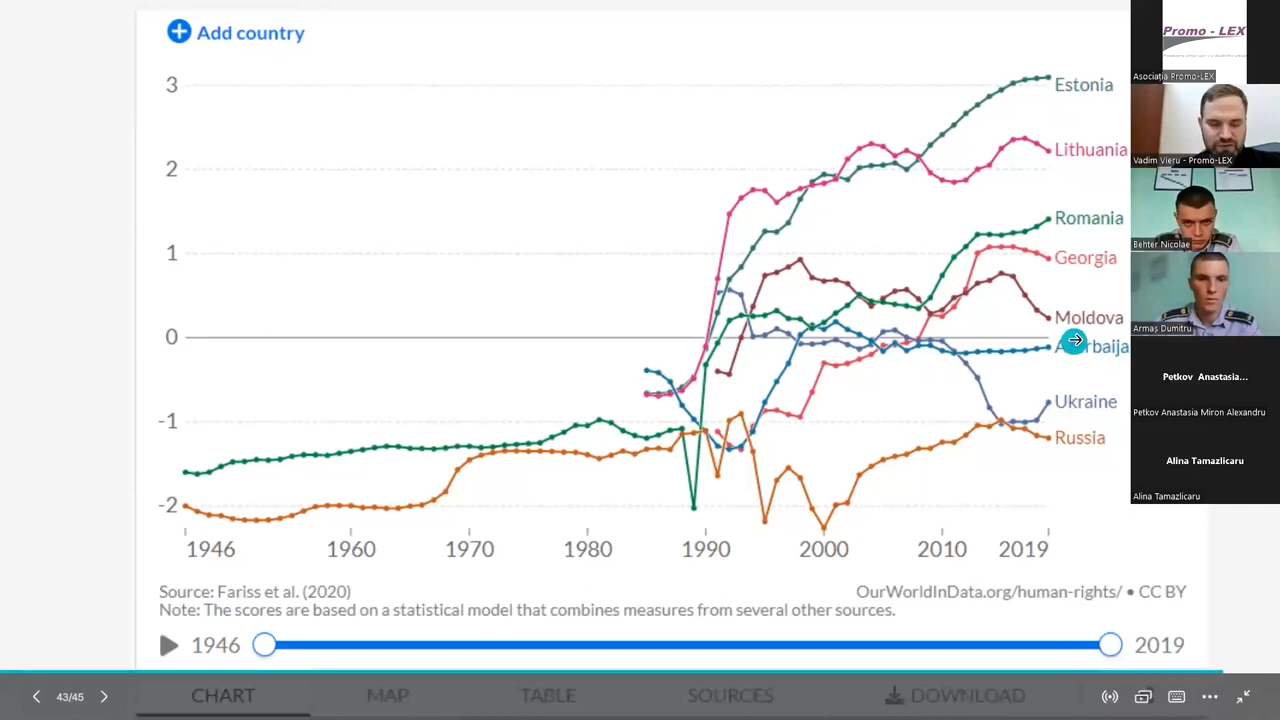 Add country
3
2
1
0
-1
-2
Estonia
Lithuania
Romania
Georgia
Moldova
Ukraine
Russia
1946
1960
1970
1980
1990
2000
2010
2019
Source: Fariss et al. (2020)
OurWorldInData.org/human-rights/ • CC BY
Note: The scores are based on a statistical model that combines measures from several other sources.
1946
2019
43/45
CHART
MAP
TABLE
SOURCES
DOWNLOAD
Promo - LEX
Asociația Promo-LEX
Vadim Vieru - Promo-LEX
Behter Nicolae
Armaș Dumitru
Petkov Anastasia...
Petkov Anastasia Miron Alexandru
Alina Tamazlicaru
Alina Tamazlicaru